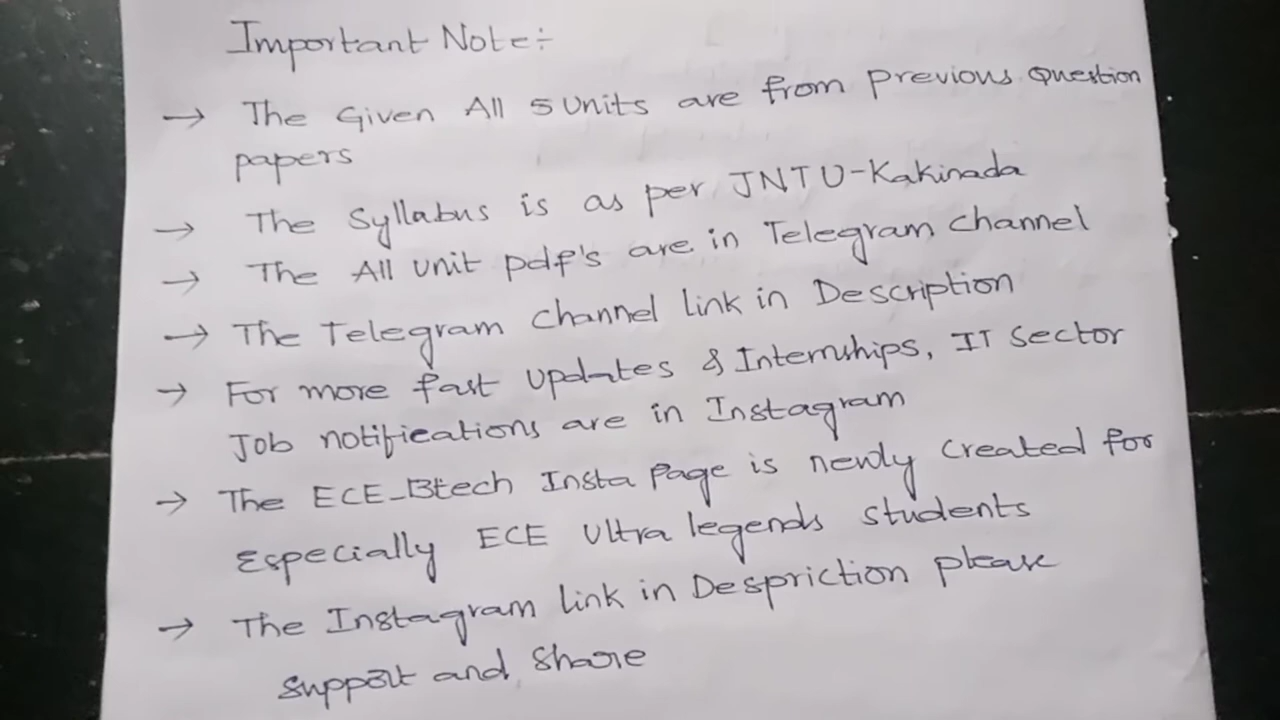 Important Note:-
→ The Given All 5 Units are from previous Question
papers
→ The Syllabus is as per JNTU-Kakinada
→ The All Unit pdf's are in Telegram channel
→ The Telegram channel link in Description
→ For more fast updates & Internships, IT Sector
Job notifications are in Instagram
→ The ECE_Btech Insta page is newly created for
Especially ECE Ultra legends students
→ The Instagram link in Despriction please
support and share